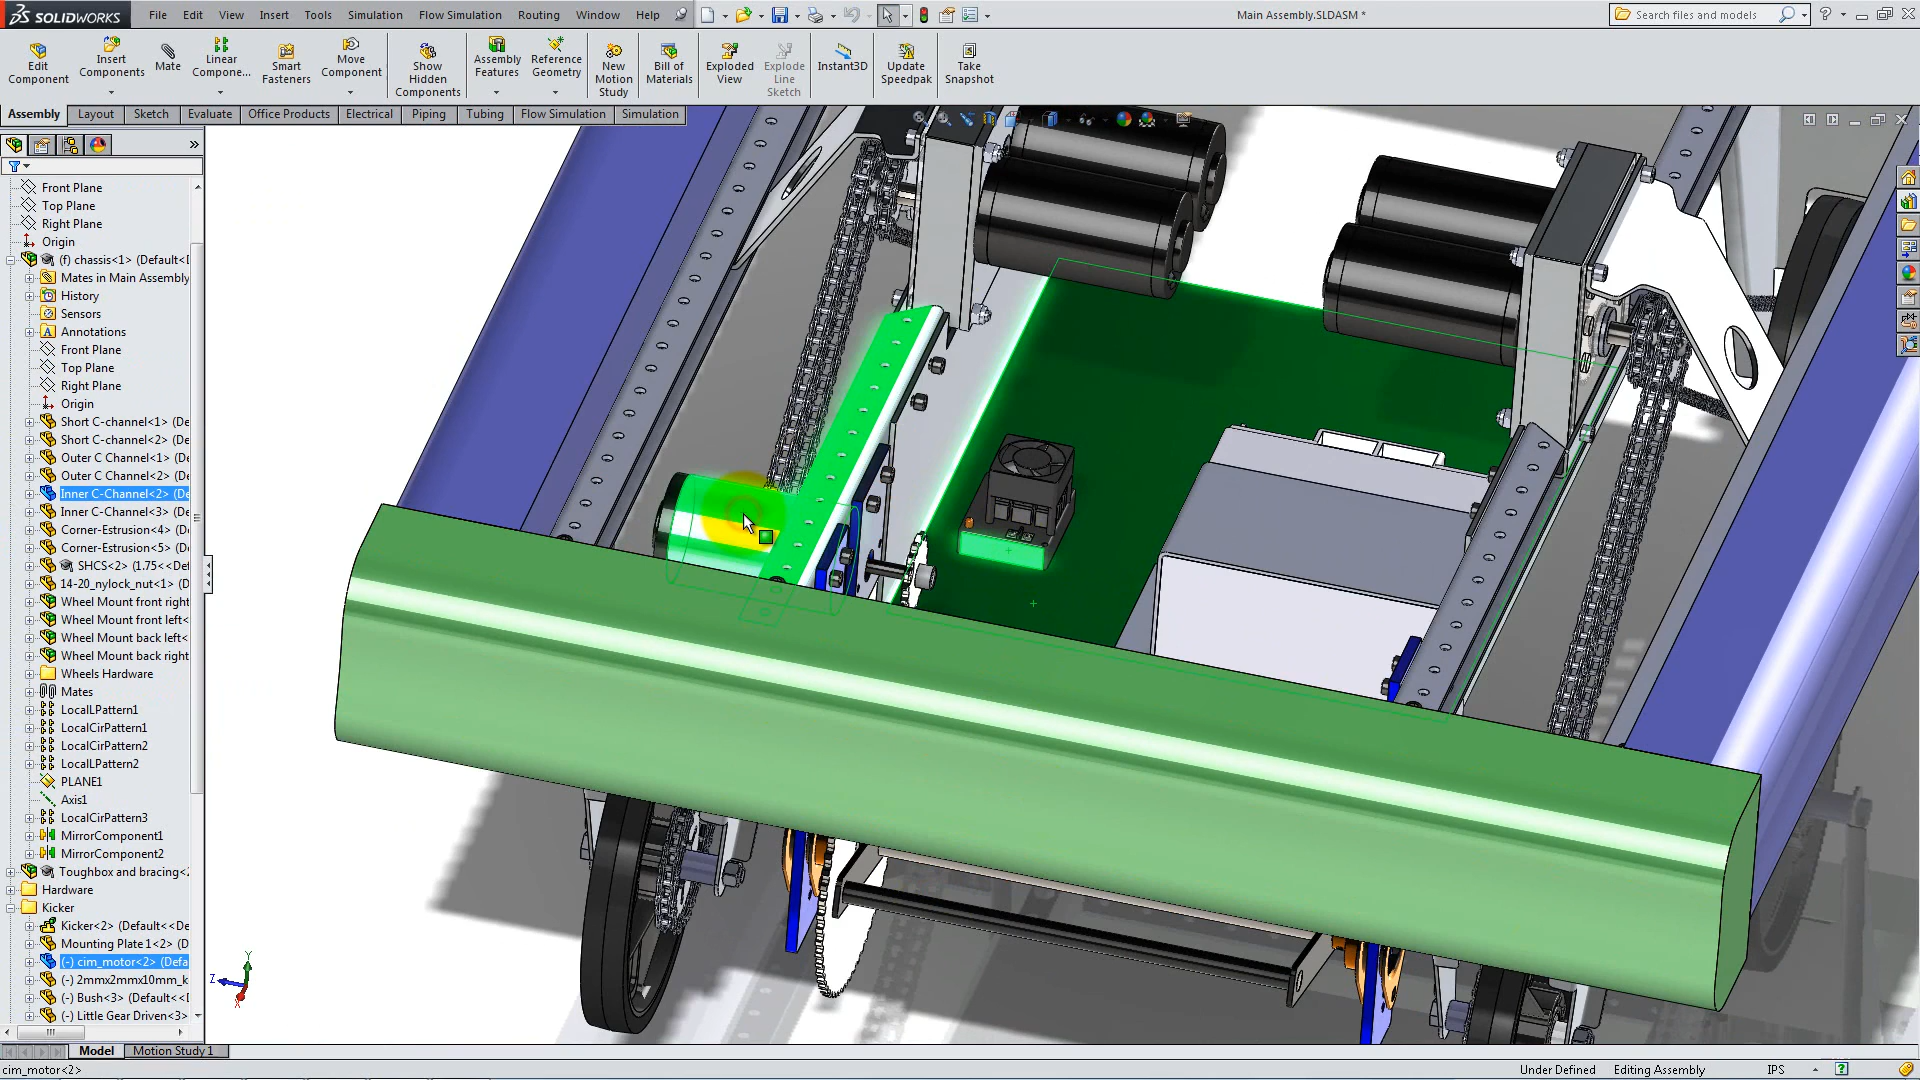 SOLIDWORKS
File Edit View Insert Tools Simulation Flow Simulation Routing Window Help
Main Assembly.SLDASM *
Search files and models
Edit Component
Insert Components
Mate
Linear Compone...
Smart Fasteners
Move Component
Show Hidden Components
Assembly Features
Reference Geometry
New Motion Study
Bill of Materials
Exploded View
Explode Line Sketch
Instant3D
Update Speedpak
Take Snapshot
Assembly Layout Sketch Evaluate Office Products Electrical Piping Tubing Flow Simulation Simulation
Front Plane
Top Plane
Right Plane
Origin
(f) chassis<1> (Default<D
Mates in Main Assembly
History
Sensors
Annotations
Front Plane
Top Plane
Right Plane
Origin
Short C-channel<1> (De
Short C-channel<2> (De
Outer C Channel<1> (De
Outer C Channel<2> (De
Inner C-Channel<2> (De
Inner C-Channel<3> (De
Corner-Extrusion<4> (De
Corner-Extrusion<5> (De
SHCS<2> (1.75<<Def
14-20_nylock_nut<1> (D
Wheel Mount front right
Wheel Mount front left<
Wheel Mount back left<
Wheel Mount back right
Wheels Hardware
Mates
LocalLPattern1
LocalCirPattern1
LocalCirPattern2
LocalLPattern2
PLANE1
Axis1
LocalCirPattern3
MirrorComponent1
MirrorComponent2
Toughbox and bracing<2
Hardware
Kicker
Kicker<2> (Default<<De
Mounting Plate 1<2> (D
(-) cim_motor<2> (Defa
(-) 2mmx2mmx10mm_k
(-) Bush<3> (Default<<D
(-) Little Gear Driven<3>
Y
Z
X
Model Motion Study 1
cim_motor<2>
Under Defined Editing Assembly IPS